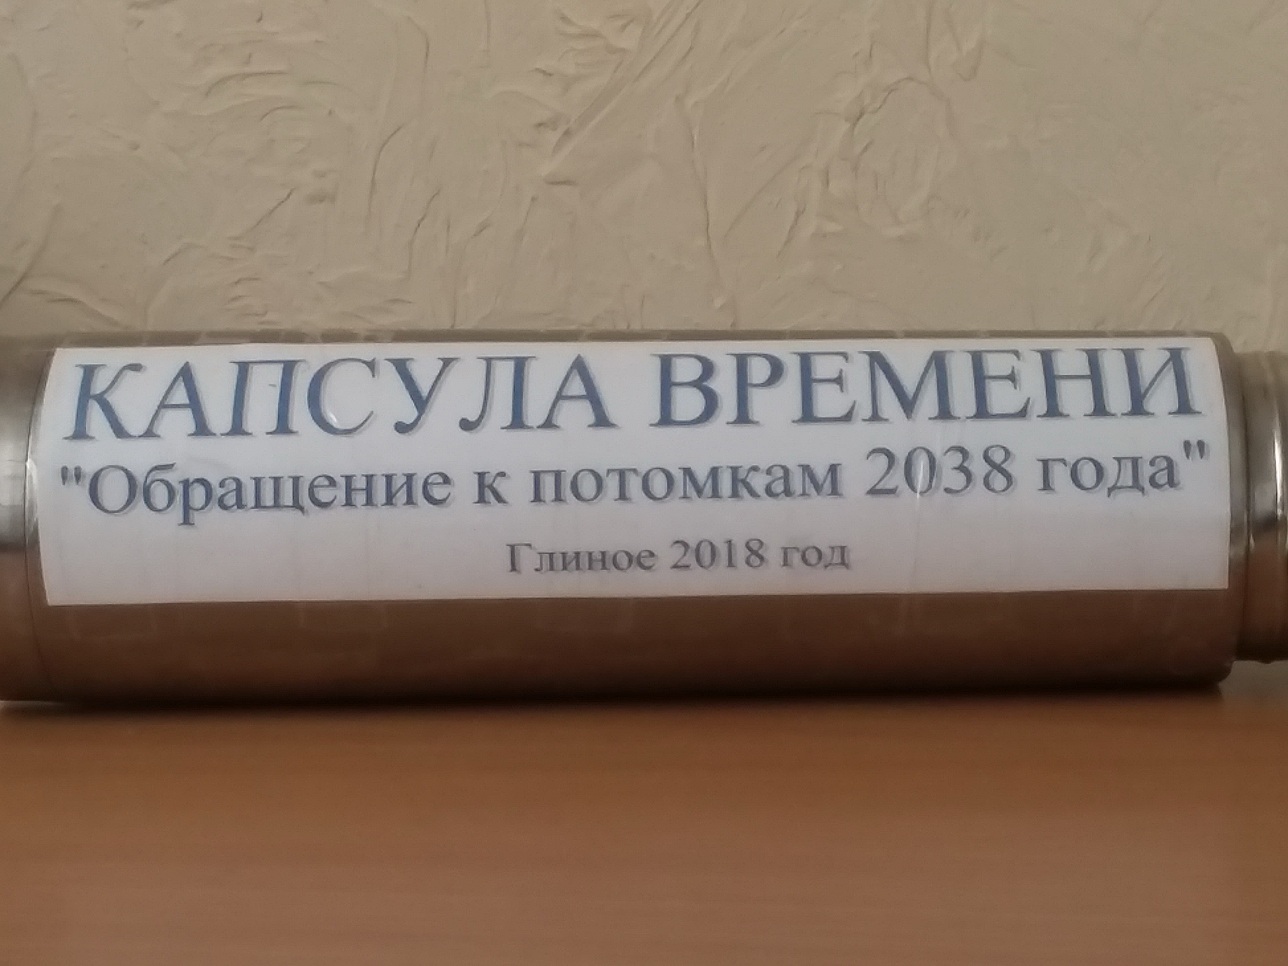 КАПСУЛА ВРЕМЕНИ
"Обращение к потомкам 2038 года"
Глиное 2018 год